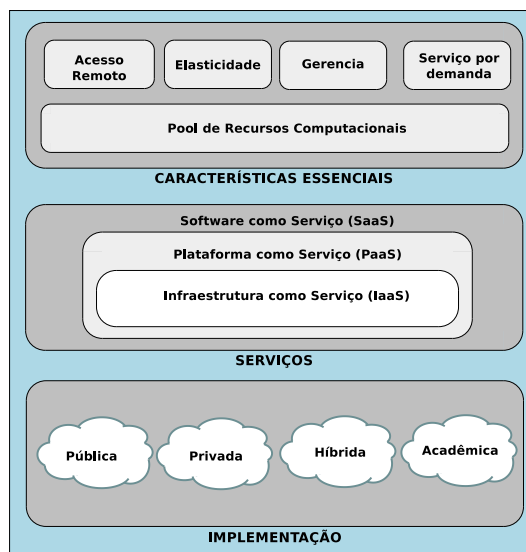 Acesso
Remoto
Elasticidade
Gerencia
Serviço por
demanda
Pool de Recursos Computacionais
CARACTERÍSTICAS ESSENCIAIS
Software como Serviço (SaaS)
Plataforma como Serviço (PaaS)
Infraestrutura como Serviço (IaaS)
SERVIÇOS
Pública
Privada
Híbrida
Acadêmica
IMPLEMENTAÇÃO